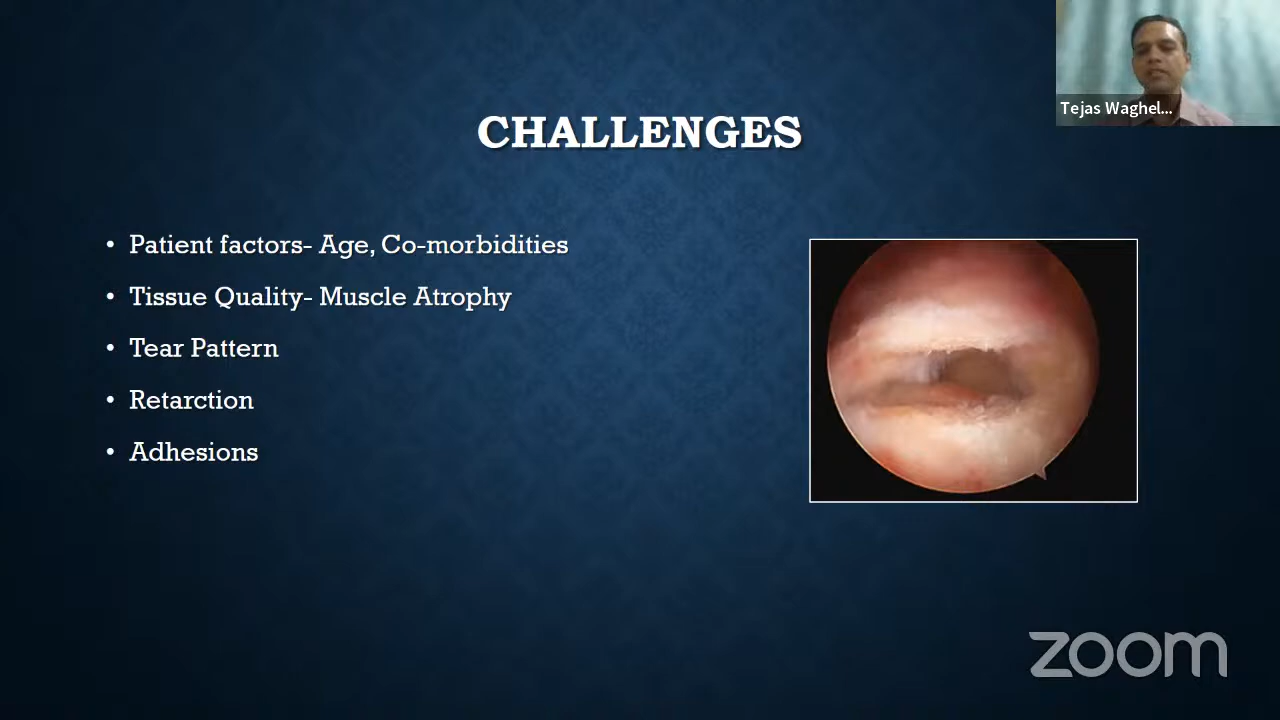 Tejas Waghel...
CHALLENGES
• Patient factors- Age, Co-morbidities
• Tissue Quality- Muscle Atrophy
• Tear Pattern
• Retarction
• Adhesions
zoom